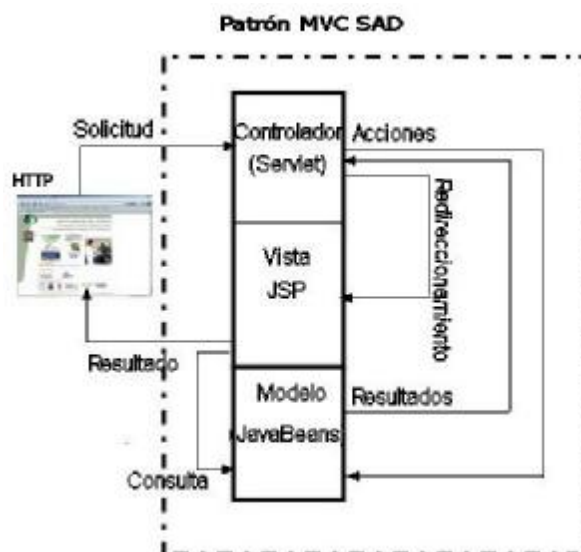 Patrón MVC SAD
Solicitud
Controlador
(Servlet)
Acciones
HTTP
Redireccionamiento
Vista
JSP
Resultado
Modelo
JavaBeans
Resultados
Consulta